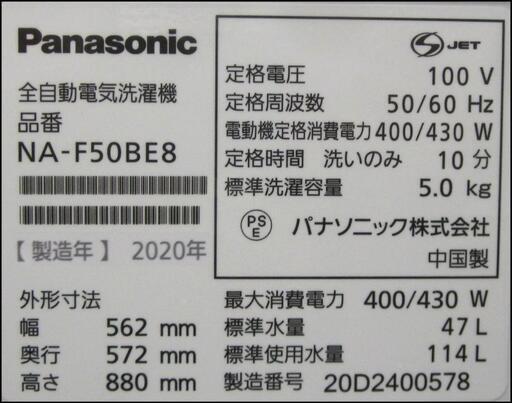 Panasonic
全自動電気洗濯機
品番
NA-F50BE8
【製造年】 2020年
S JET
定格電圧 100 V
定格周波数 50/60 Hz
電動機定格消費電力 400/430 W
定格時間 洗いのみ 10 分
標準洗濯容量 5.0 kg
PS E パナソニック株式会社
中国製
外形寸法
幅 562 mm
奥行 572 mm
高さ 880 mm
最大消費電力 400/430 W
標準水量 47 L
標準使用水量 114 L
製造番号 20D2400578